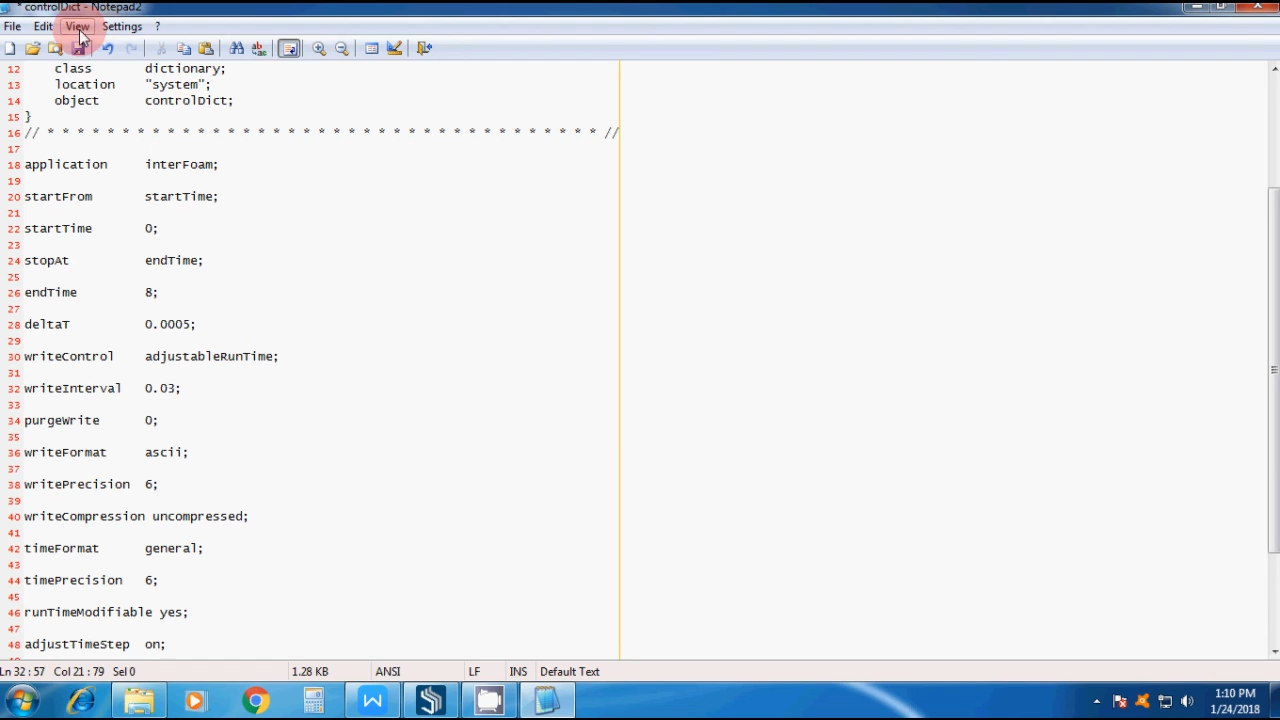 * controlDict - Notepad2
File Edit View Settings ?
12 class dictionary;
13 location "system";
14 object controlDict;
15 }
16 // * * * * * * * * * * * * * * * * * * * * * * * * * * * * * * * * * * * * * //
17
18 application interFoam;
19
20 startFrom startTime;
21
22 startTime 0;
23
24 stopAt endTime;
25
26 endTime 8;
27
28 deltaT 0.0005;
29
30 writeControl adjustableRunTime;
31
32 writeInterval 0.03;
33
34 purgeWrite 0;
35
36 writeFormat ascii;
37
38 writePrecision 6;
39
40 writeCompression uncompressed;
41
42 timeFormat general;
43
44 timePrecision 6;
45
46 runTimeModifiable yes;
47
48 adjustTimeStep on;
Ln 32 : 57 Col 21 : 79 Sel 0 1.28 KB ANSI LF INS Default Text
1:10 PM
1/24/2018